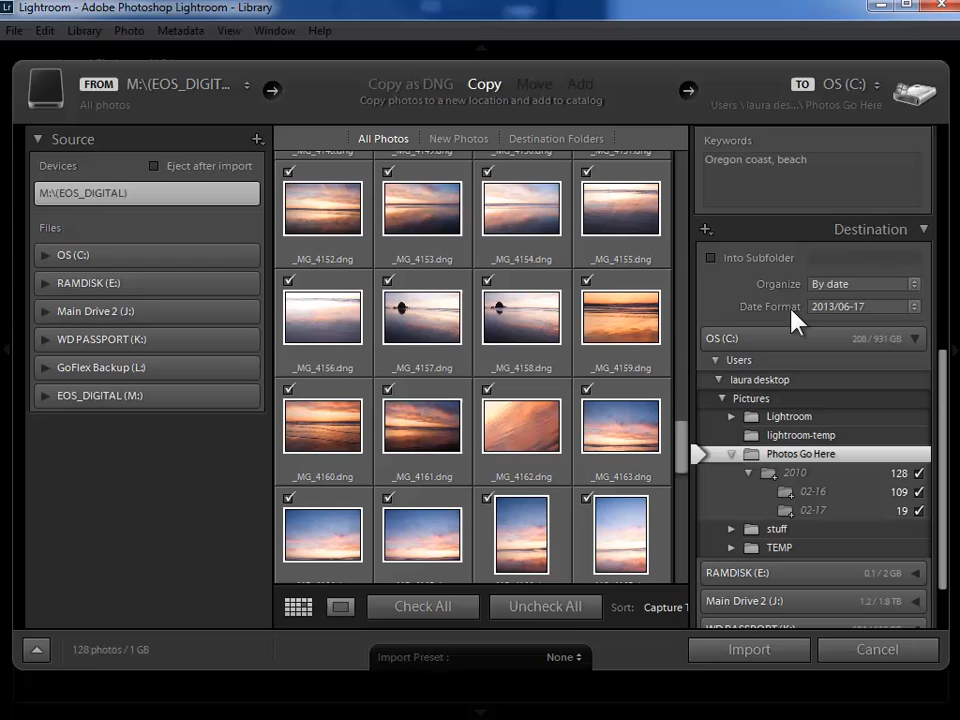 Lr Lightroom - Adobe Photoshop Lightroom - Library
File Edit Library Photo Metadata View Window Help
FROM M:\(EOS_DIGIT...
All photos
Copy as DNG Copy Move Add
Copy photos to a new location and add to catalog
TO OS (C:)
Users \ laura des...\ Photos Go Here
Source
Devices Eject after import
M:\(EOS_DIGITAL)
Files
OS (C:)
RAMDISK (E:)
Main Drive 2 (J:)
WD PASSPORT (K:)
GoFlex Backup (L:)
EOS_DIGITAL (M:)
All Photos New Photos Destination Folders
_MG_4152.dng _MG_4153.dng _MG_4154.dng _MG_4155.dng
_MG_4156.dng _MG_4157.dng _MG_4158.dng _MG_4159.dng
_MG_4160.dng _MG_4161.dng _MG_4162.dng _MG_4163.dng
Check All Uncheck All Sort: Capture T
Keywords
Oregon coast, beach
Destination
Into Subfolder
Organize By date
Date Format 2013/06-17
OS (C:) 208 / 931 GB
Users
laura desktop
Pictures
Lightroom
lightroom-temp
Photos Go Here
2010 128
02-16 109
02-17 19
stuff
TEMP
RAMDISK (E:) 0.1 / 2 GB
Main Drive 2 (J:) 1.2 / 1.8 TB
128 photos / 1 GB
Import Preset : None
Import Cancel